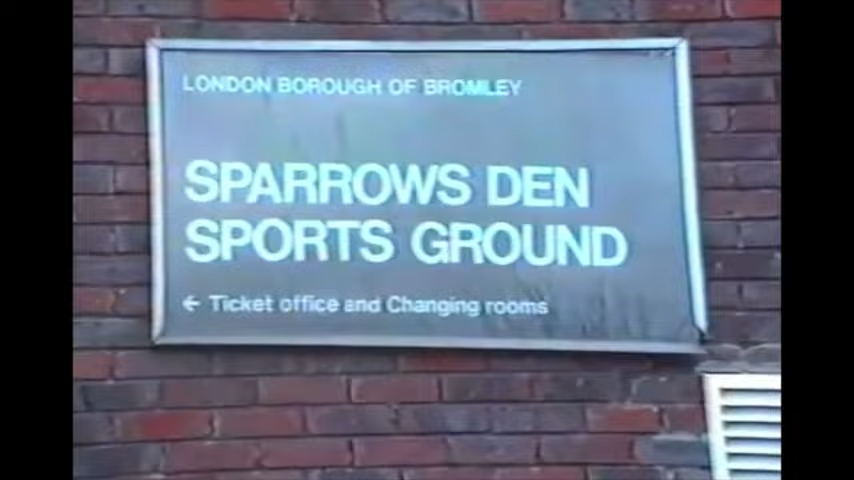 LONDON BOROUGH OF BROMLEY
SPARROWS DEN
SPORTS GROUND
← Ticket office and Changing rooms